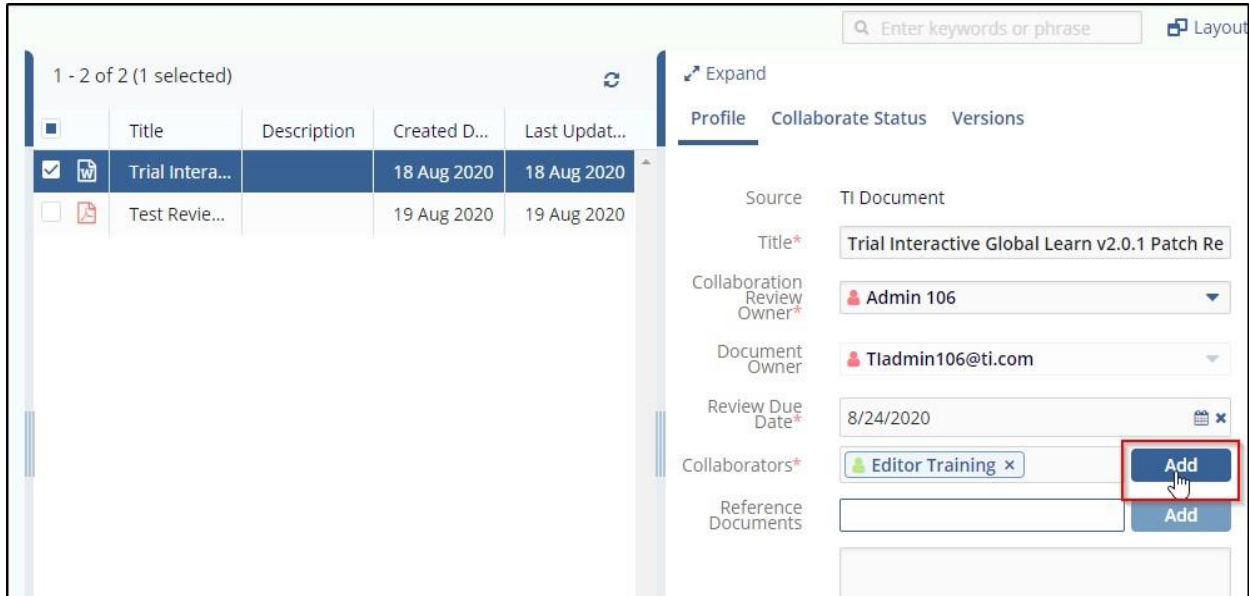 Enter keywords or phrase
Layout
1 - 2 of 2 (1 selected)
Expand
Profile Collaborate Status Versions
Title Description Created D... Last Updat...
Trial Intera... 18 Aug 2020 18 Aug 2020
Test Revie... 19 Aug 2020 19 Aug 2020
Source TI Document
Title* Trial Interactive Global Learn v2.0.1 Patch Re
Collaboration
Review
Owner*
Admin 106
Document
Owner
TIadmin106@ti.com
Review Due
Date*
8/24/2020
Collaborators* Editor Training × Add
Reference
Documents
Add